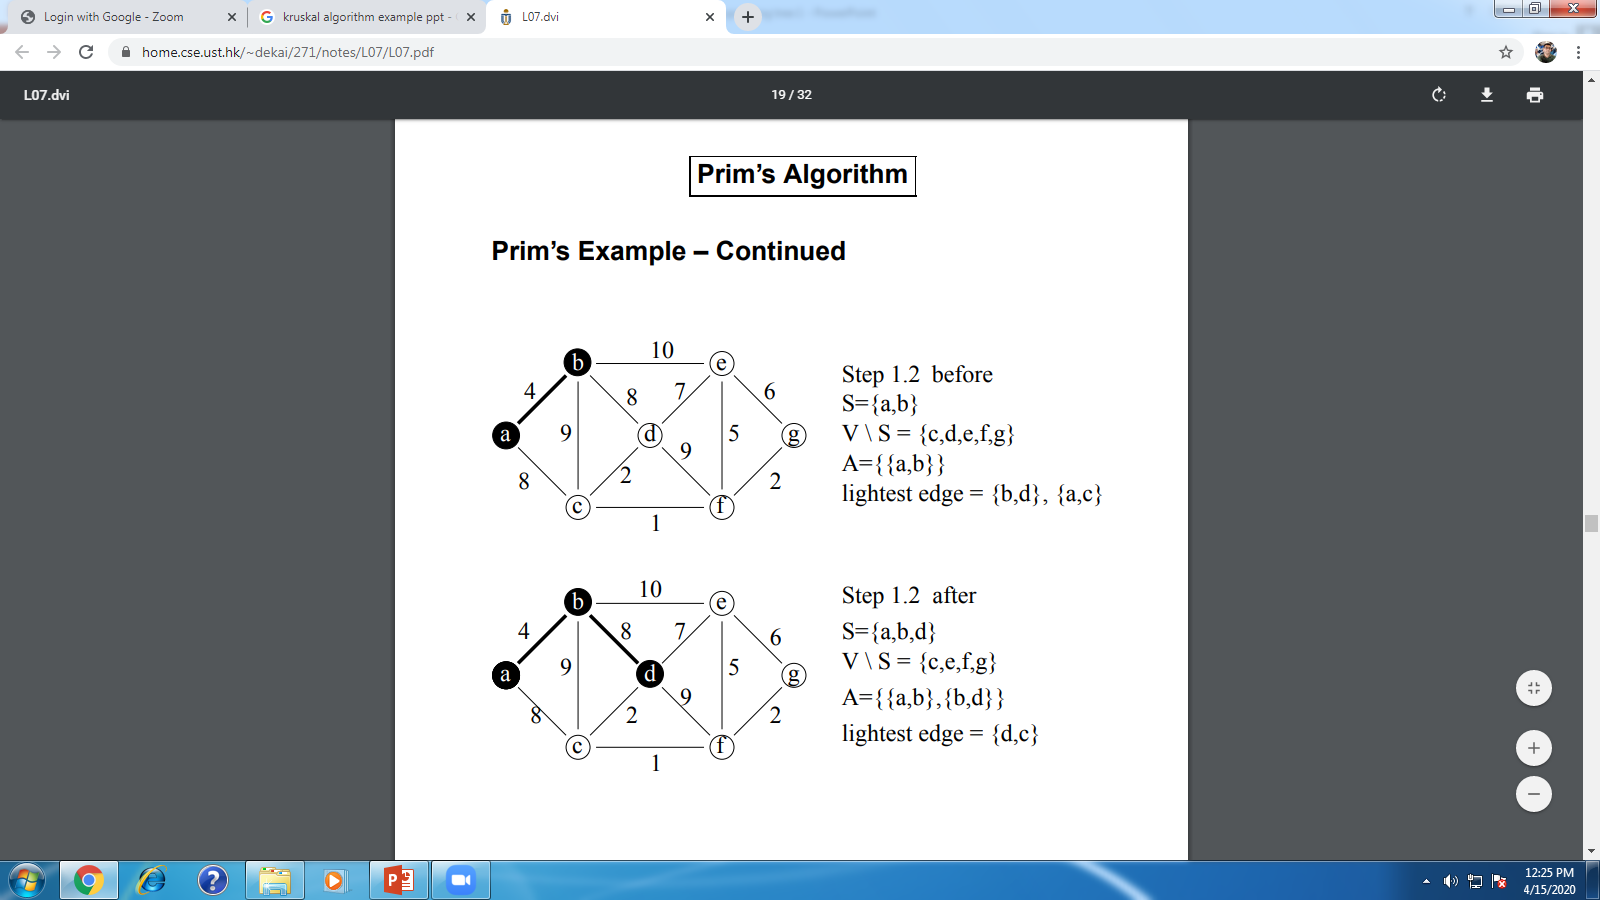 Login with Google - Zoom
kruskal algorithm example ppt -
L07.dvi
home.cse.ust.hk/~dekai/271/notes/L07/L07.pdf
L07.dvi
19 / 32
Prim's Algorithm
Prim's Example – Continued
b 10 e
4 8 7 6
a 9 d 9 5 g
8 2 2
c 1 f
Step 1.2 before
S={a,b}
V \ S = {c,d,e,f,g}
A={{a,b}}
lightest edge = {b,d}, {a,c}
b 10 e
4 8 7 6
a 9 d 9 5 g
8 2 2
c 1 f
Step 1.2 after
S={a,b,d}
V \ S = {c,e,f,g}
A={{a,b},{b,d}}
lightest edge = {d,c}
12:25 PM
4/15/2020